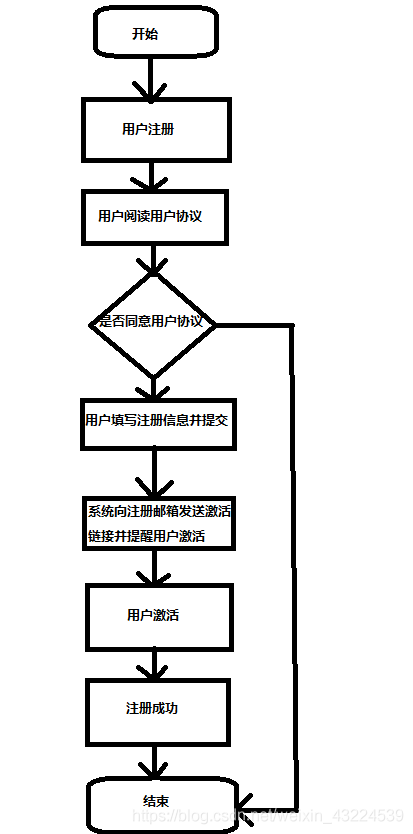 开始
用户注册
用户阅读用户协议
是否同意用户协议
用户填写注册信息并提交
系统向注册邮箱发送激活
链接并提醒用户激活
用户激活
注册成功
结束
https://blog.csdn.net/weixin_43224539